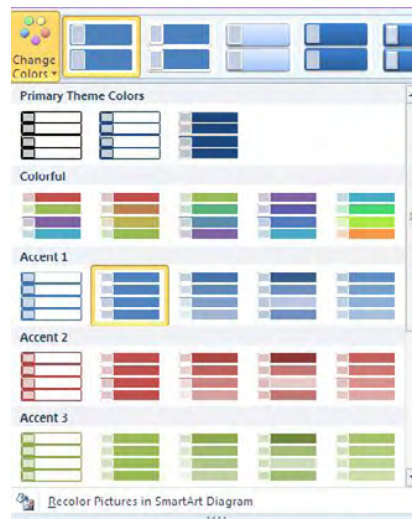 Change
Colors
Primary Theme Colors
Colorful
Accent 1
Accent 2
Accent 3
Recolor Pictures in SmartArt Diagram